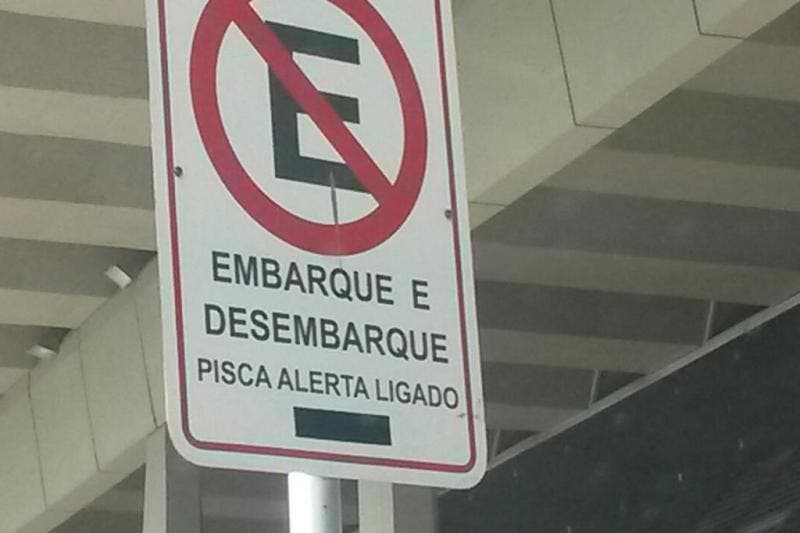 E
EMBARQUE E
DESEMBARQUE
PISCA ALERTA LIGADO